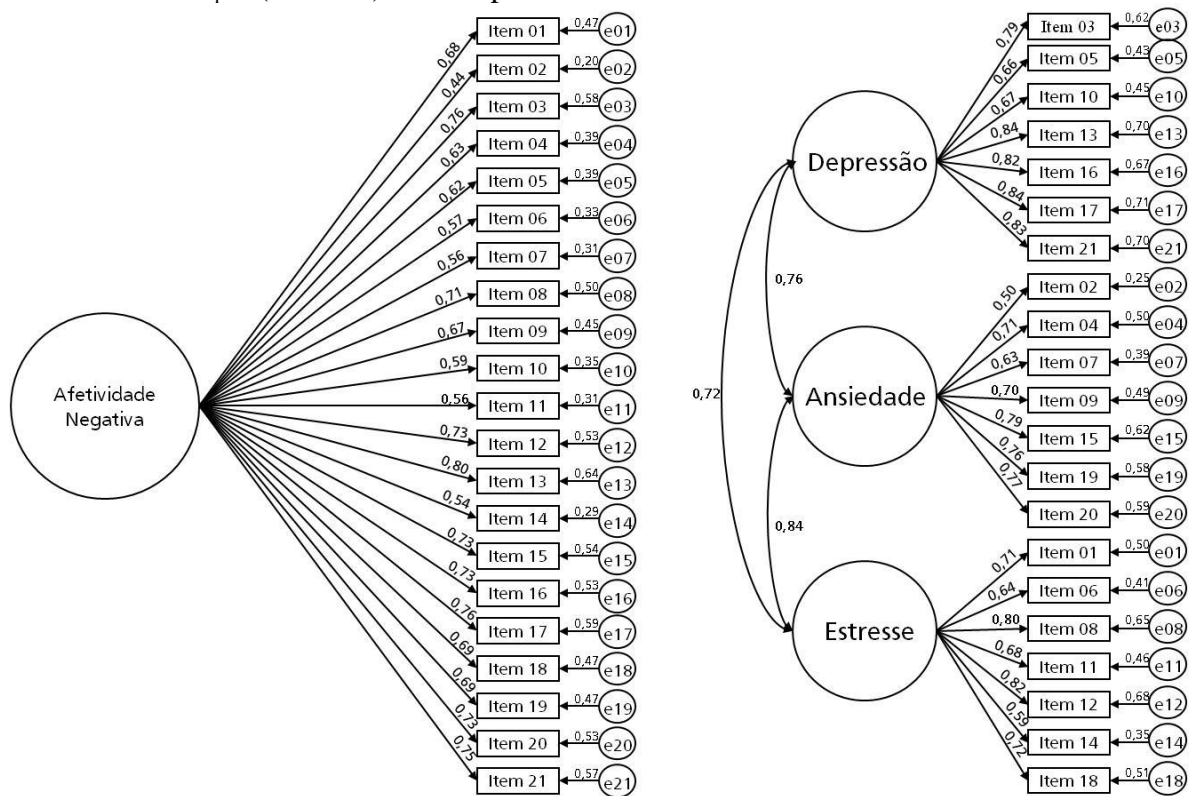 0,68 Item 01 0,47 e01
0,44 Item 02 0,20 e02
0,76 Item 03 0,58 e03
0,63 Item 04 0,39 e04
0,62 Item 05 0,39 e05
0,57 Item 06 0,33 e06
0,56 Item 07 0,31 e07
0,71 Item 08 0,50 e08
0,67 Item 09 0,45 e09
0,59 Item 10 0,35 e10
0,56 Item 11 0,31 e11
0,73 Item 12 0,53 e12
0,80 Item 13 0,64 e13
0,54 Item 14 0,29 e14
0,73 Item 15 0,54 e15
0,73 Item 16 0,53 e16
0,76 Item 17 0,59 e17
0,69 Item 18 0,47 e18
0,69 Item 19 0,47 e19
0,73 Item 20 0,53 e20
0,75 Item 21 0,57 e21
Afetividade
Negativa
Depressão
0,79 Item 03 0,62 e03
0,66 Item 05 0,43 e05
0,67 Item 10 0,45 e10
0,84 Item 13 0,70 e13
0,82 Item 16 0,67 e16
0,84 Item 17 0,71 e17
0,83 Item 21 0,70 e21
0,76
0,72
Ansiedade
0,50 Item 02 0,25 e02
0,71 Item 04 0,50 e04
0,63 Item 07 0,39 e07
0,70 Item 09 0,49 e09
0,79 Item 15 0,62 e15
0,76 Item 19 0,58 e19
0,77 Item 20 0,59 e20
0,84
Estresse
0,71 Item 01 0,50 e01
0,64 Item 06 0,41 e06
0,80 Item 08 0,65 e08
0,68 Item 11 0,46 e11
0,82 Item 12 0,68 e12
0,59 Item 14 0,35 e14
0,72 Item 18 0,51 e18